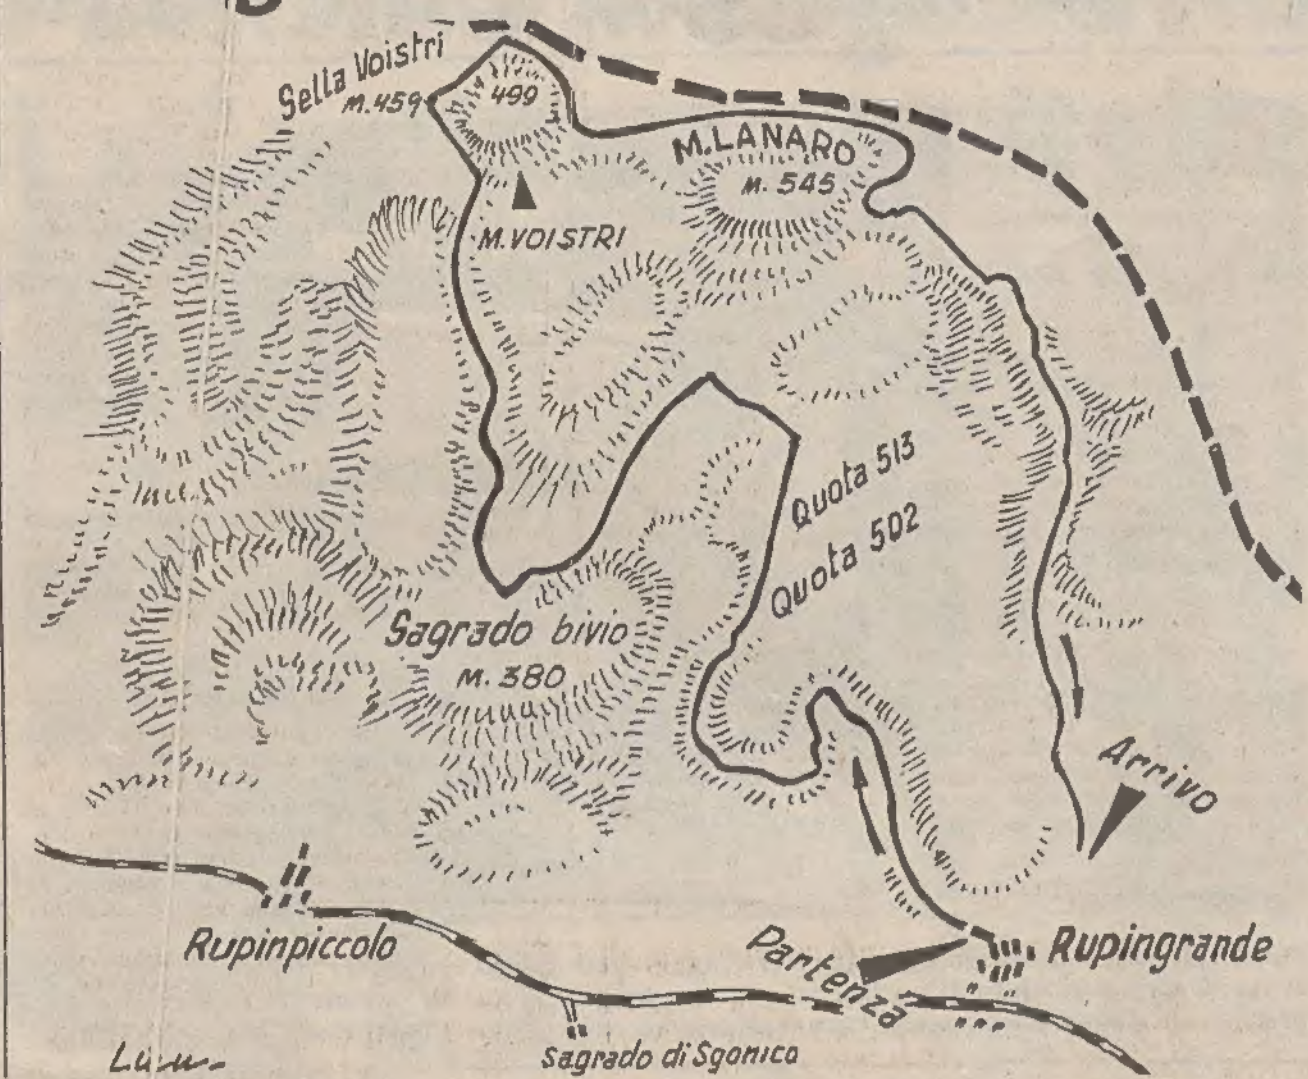 Sella Voistri
M. 459
499
M. LANARO
M. 545
M. VOISTRI
Quota 513
Quota 502
Sagrado bivio
M. 380
Arrivo
Rupinpiccolo
Partenza
Rupingrande
Sagrado di Sgonico